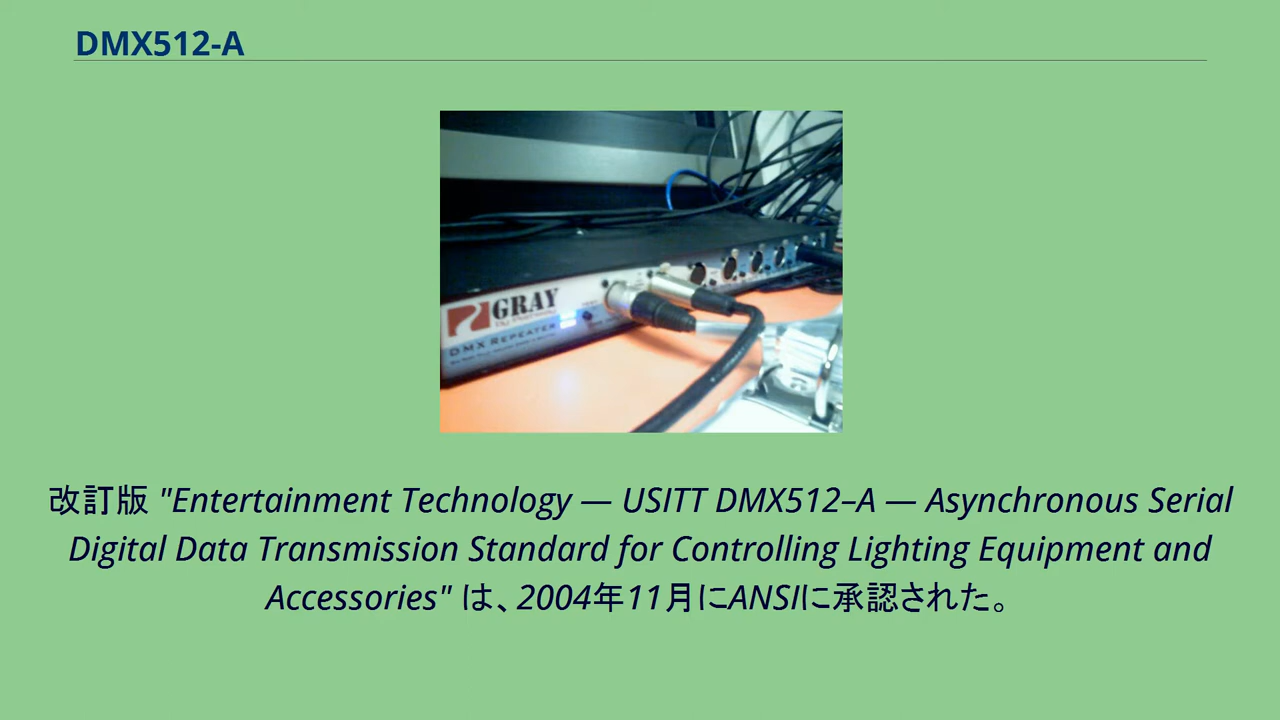 DMX512-A
GRAY
DMX REPEATER
改訂版 "Entertainment Technology — USITT DMX512–A — Asynchronous Serial
Digital Data Transmission Standard for Controlling Lighting Equipment and
Accessories" は、2004年11月にANSIに承認された。